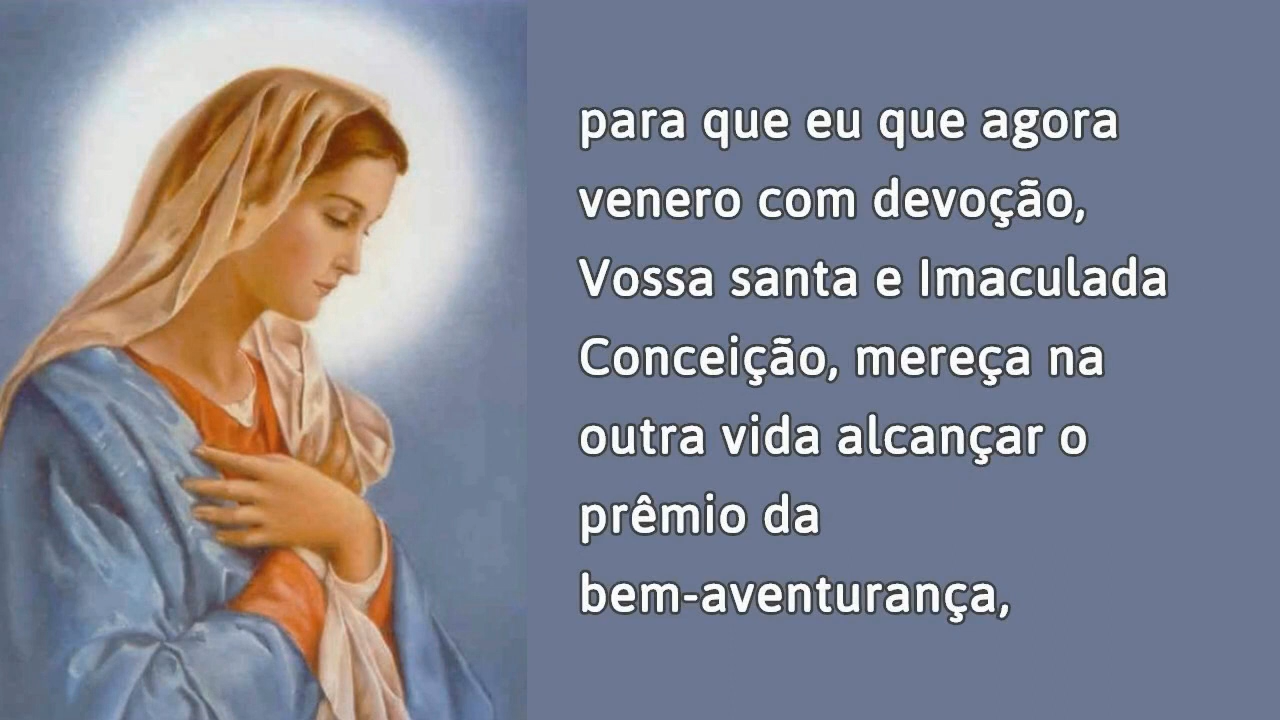 para que eu que agora
venero com devoção,
Vossa santa e Imaculada
Conceição, mereça na
outra vida alcançar o
prêmio da
bem-aventurança,